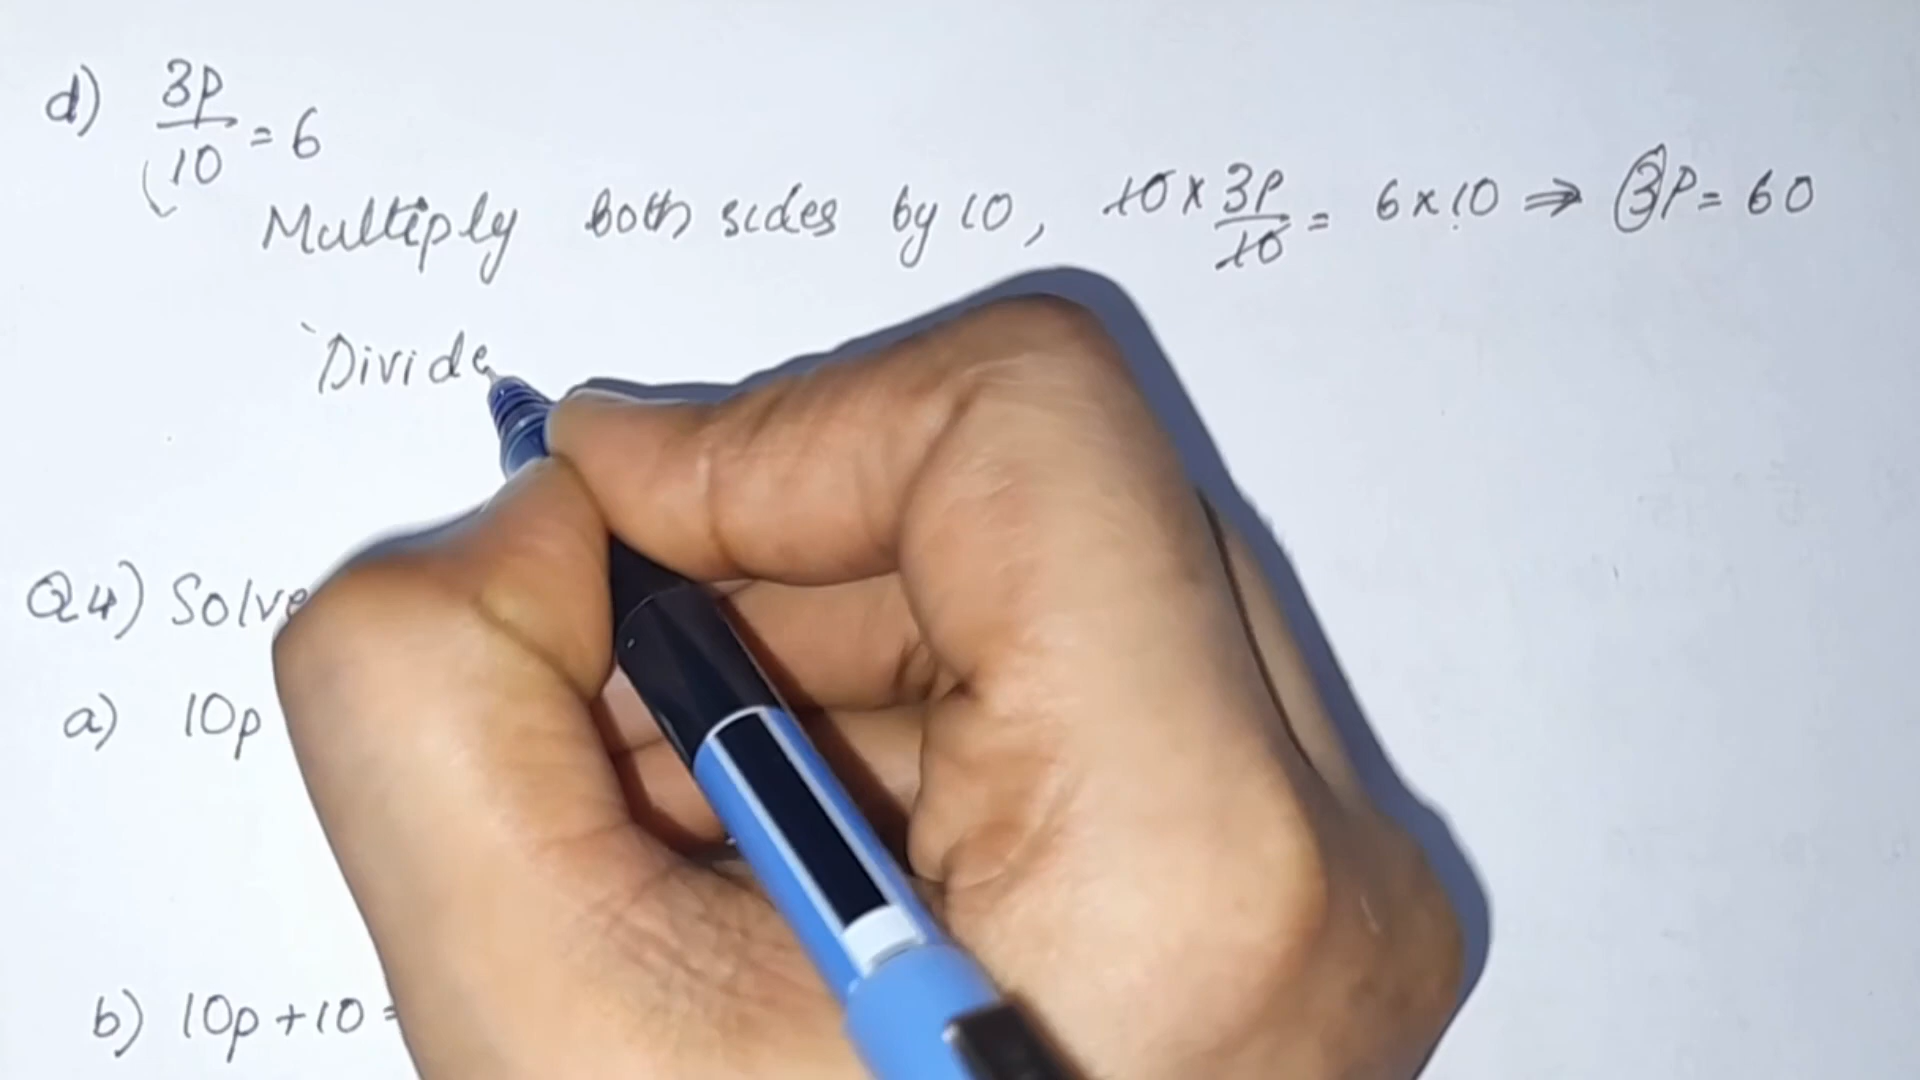 d) 3p/10 = 6
Multiply both sides by 10, 10 × 3p/10 = 6×10 ⇒ 3p = 60
Divide
Q4) Solve
a) 10p
b) 10p + 10 =